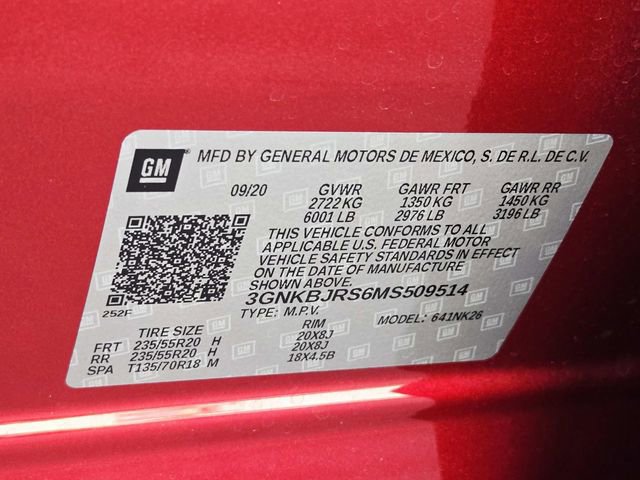 GM
MFD BY GENERAL MOTORS DE MEXICO, S. DE R.L. DE C.V.
09/20 GVWR GAWR FRT GAWR RR
2722 KG 1350 KG 1450 KG
6001 LB 2976 LB 3196 LB
THIS VEHICLE CONFORMS TO ALL
APPLICABLE U.S. FEDERAL MOTOR
VEHICLE SAFETY STANDARDS IN EFFECT
ON THE DATE OF MANUFACTURE
SHOWN ABOVE.
3GNKBJRS6MS509514
252F
TYPE: M.P.V. MODEL: 641NK26
TIRE SIZE RIM
FRT 235/55R20 H 20X8J
RR 235/55R20 H 20X8J
SPA T135/70R18 M 18X4.5B